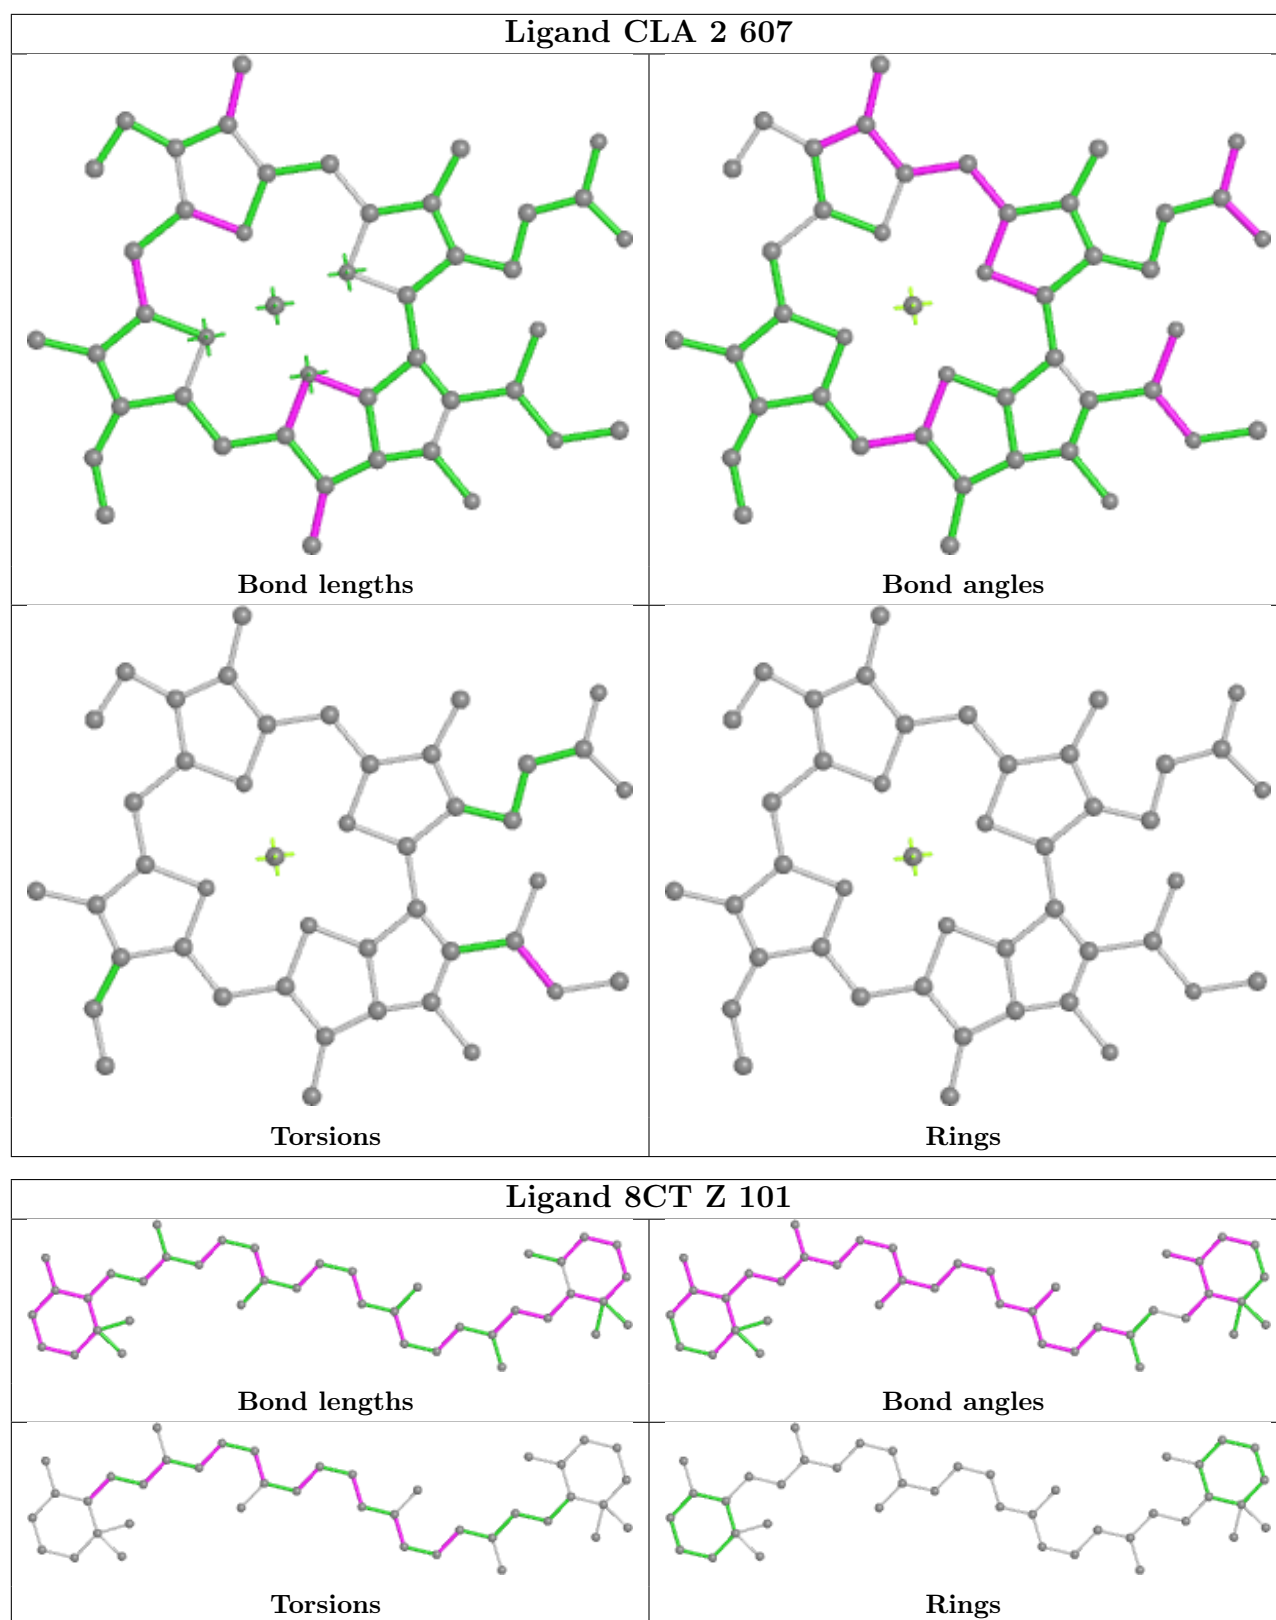 Ligand CLA 2 607
Bond lengths
Bond angles
Torsions
Rings
Ligand 8CT Z 101
Bond lengths
Bond angles
Torsions
Rings